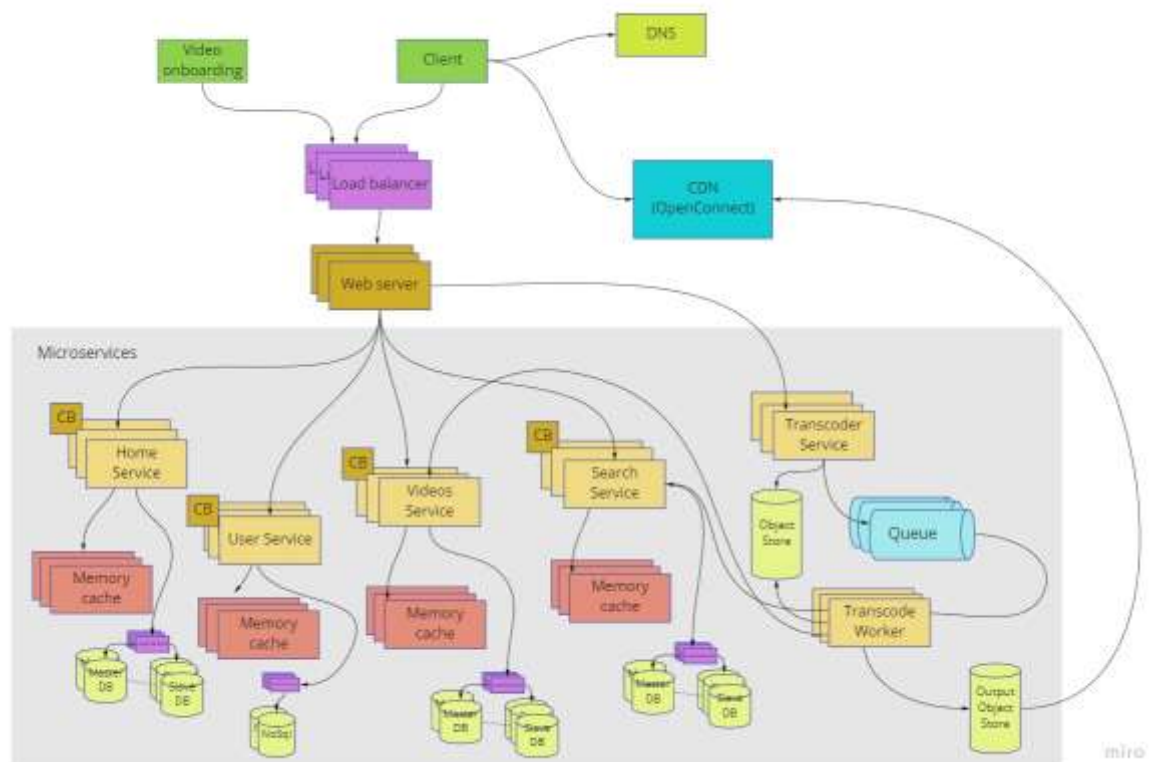 Video
onboarding
Client
DNS
Load balancer
CDN
(OpenConnect)
Web server
Microservices
CB
Home
Service
CB
User Service
CB
Videos
Service
CB
Search
Service
Transcoder
Service
Object
Store
Queue
Memory
cache
Memory
cache
Memory
cache
Memory
cache
Transcode
Worker
Master
DB
Slave
DB
NoSql
Master
DB
Slave
DB
Master
DB
Slave
DB
Output
Object
Store
miro